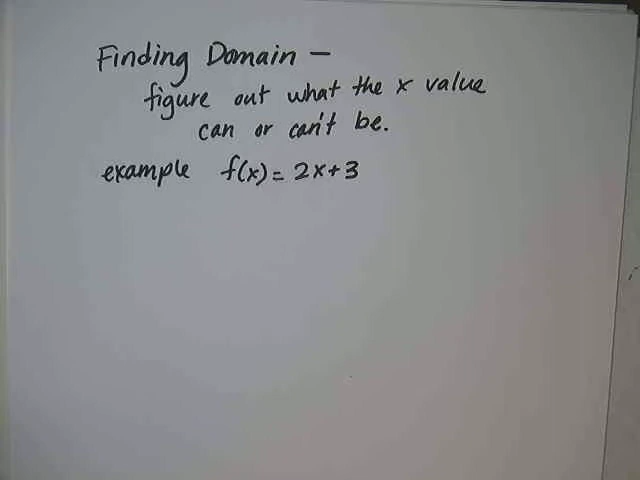 Finding Domain –
figure out what the x value
can or can't be.
example f(x) = 2x+3